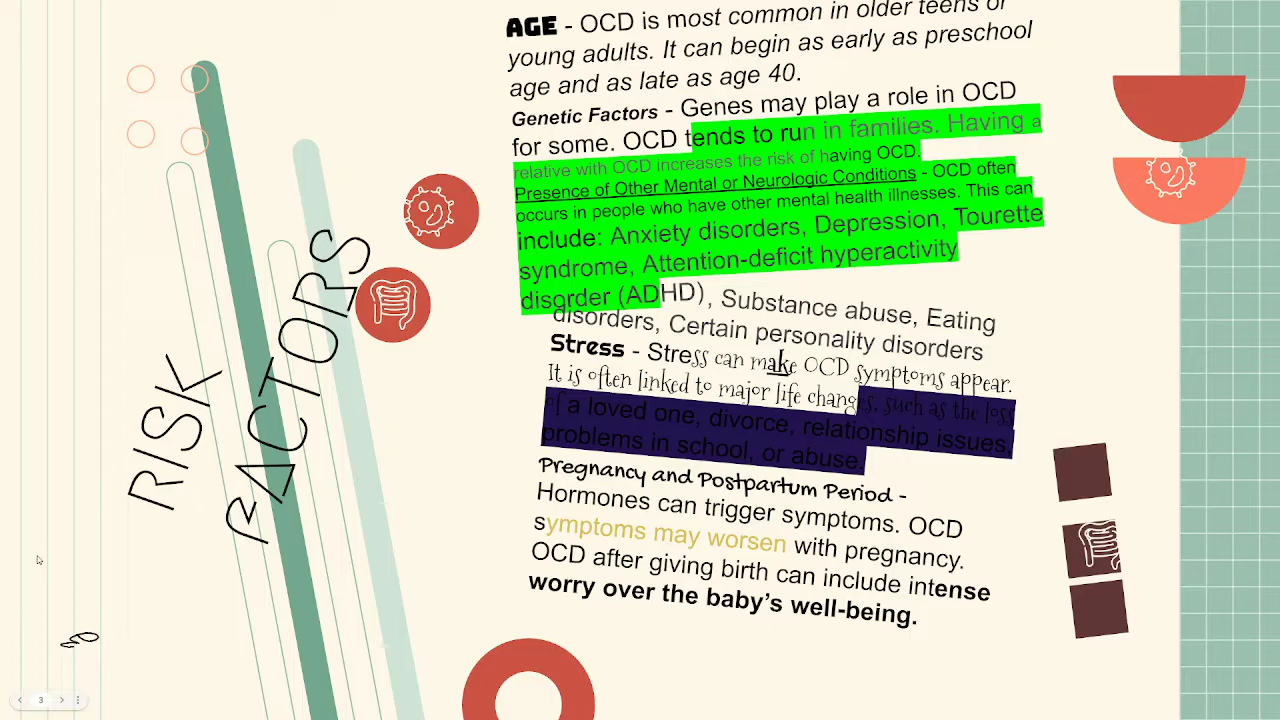 AGE - OCD is most common in older teens or
young adults. It can begin as early as preschool
age and as late as age 40.
Genetic Factors - Genes may play a role in OCD
for some. OCD tends to run in families. Having a
relative with OCD increases the risk of having OCD.
Presence of Other Mental or Neurologic Conditions - OCD often
occurs in people who have other mental health illnesses. This can
include: Anxiety disorders, Depression, Tourette
syndrome, Attention-deficit hyperactivity
disorder (ADHD), Substance abuse, Eating
disorders, Certain personality disorders
Stress - Stress can make OCD symptoms appear.
It is often linked to major life changes, such as the loss
of a loved one, divorce, relationship issues,
problems in school, or abuse.
Pregnancy and Postpartum Period -
Hormones can trigger symptoms. OCD
symptoms may worsen with pregnancy.
OCD after giving birth can include intense
worry over the baby's well-being.
RISK
FACTORS
3